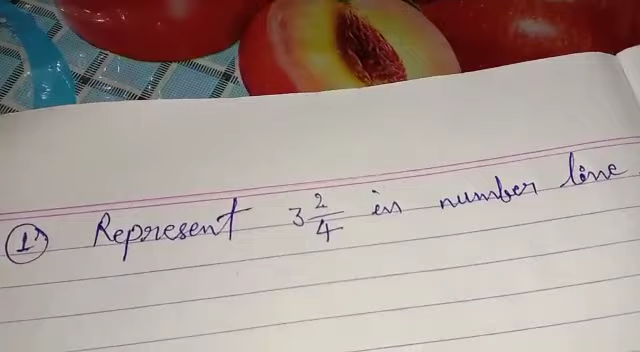 ① Represent 3 2/4 in number line.